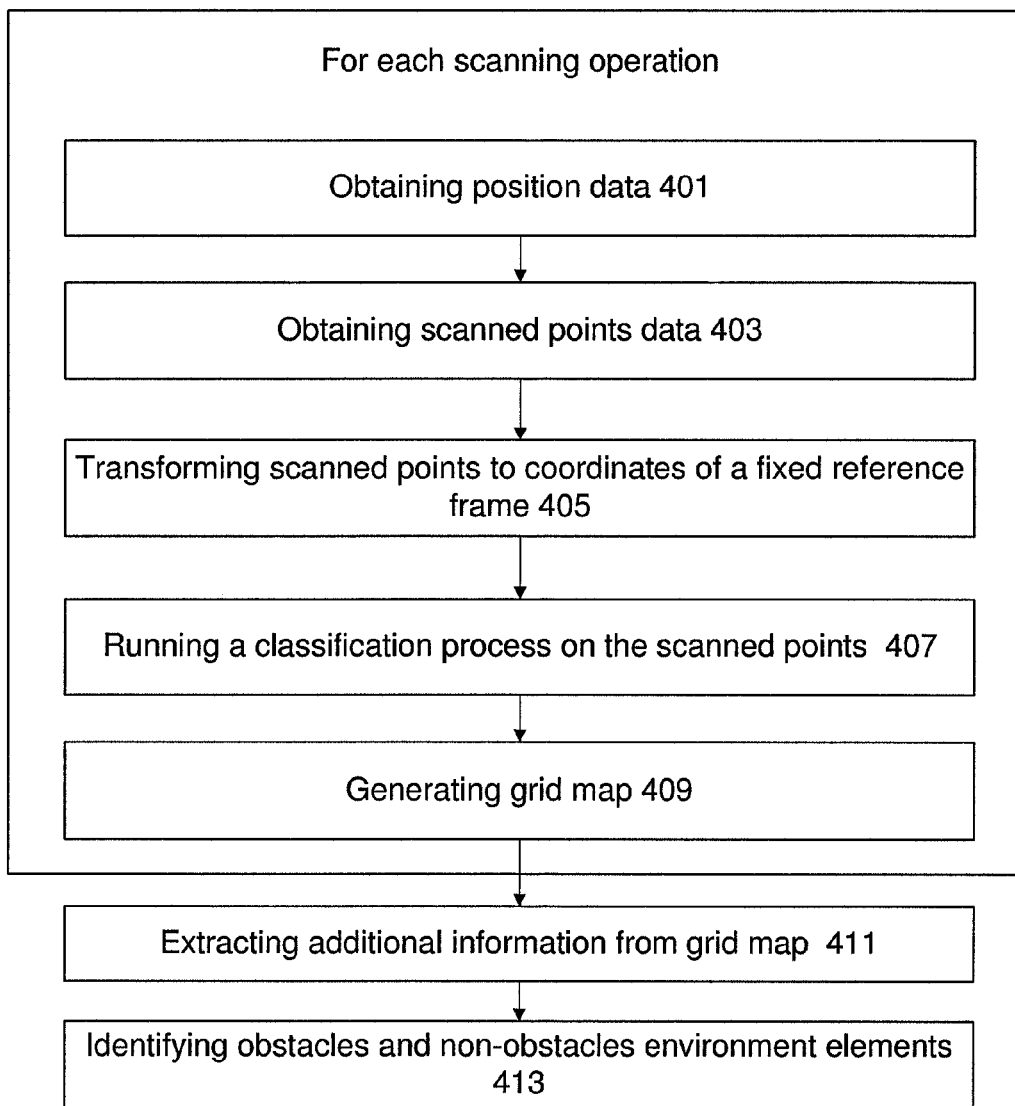 For each scanning operation
Obtaining position data 401
Obtaining scanned points data 403
Transforming scanned points to coordinates of a fixed reference
frame 405
Running a classification process on the scanned points 407
Generating grid map 409
Extracting additional information from grid map 411
Identifying obstacles and non-obstacles environment elements
413